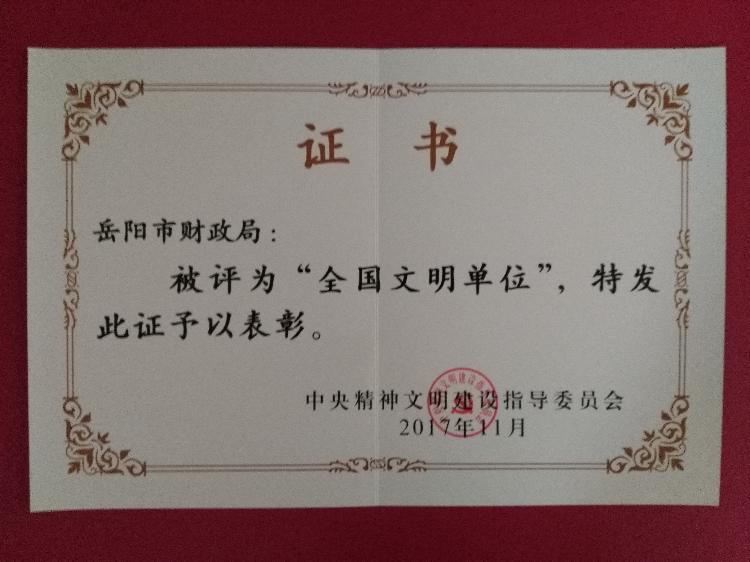 证 书
岳阳市财政局：
被评为“全国文明单位”，特发
此证予以表彰。
中央精神文明建设指导委员会
2017年11月